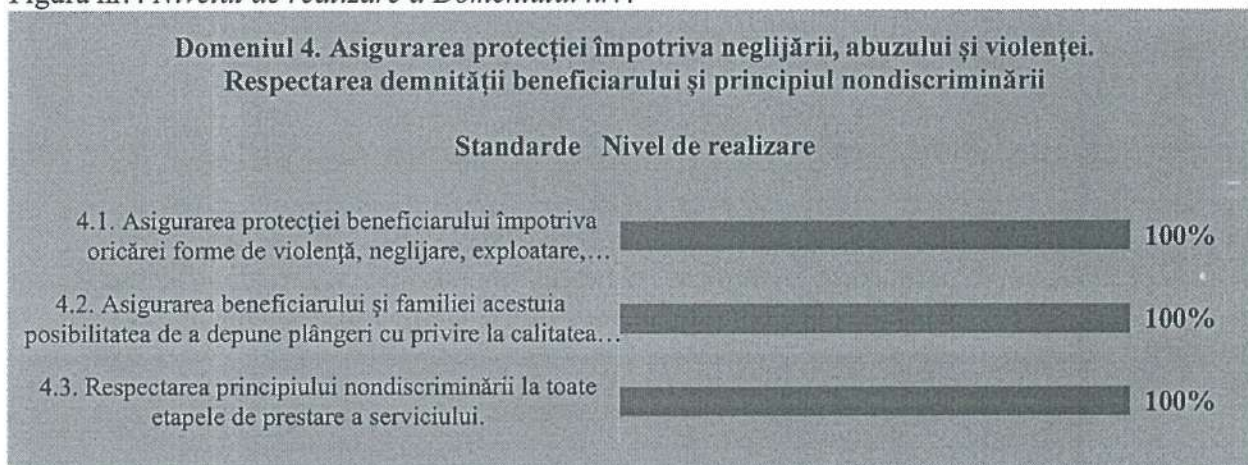 Domeniul 4. Asigurarea protecției împotriva neglijării, abuzului și violenței.
Respectarea demnității beneficiarului și principiul nondiscriminării
Standarde Nivel de realizare
4.1. Asigurarea protecției beneficiarului împotriva
oricărei forme de violență, neglijare, exploatare,…
100%
4.2. Asigurarea beneficiarului și familiei acestuia
posibilitatea de a depune plângeri cu privire la calitatea…
100%
4.3. Respectarea principiului nondiscriminării la toate
etapele de prestare a serviciului.
100%